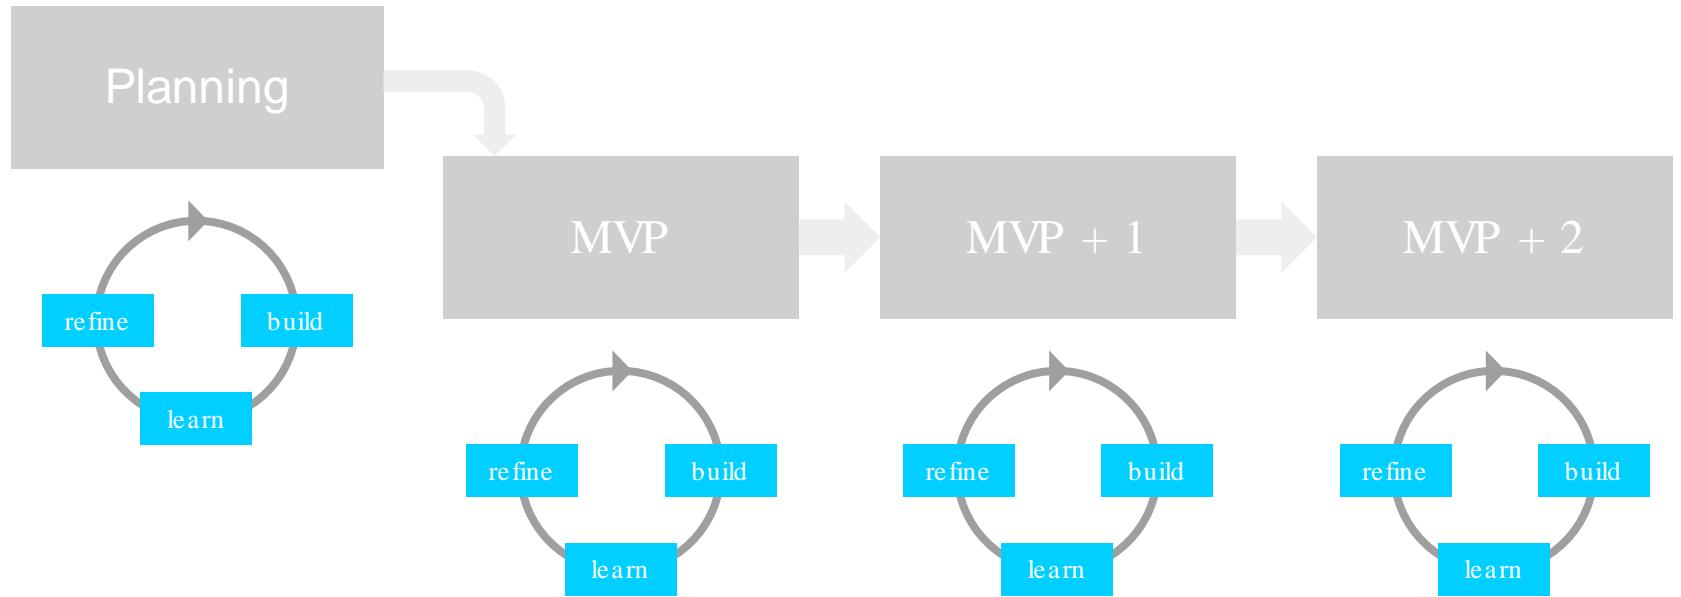 Planning
MVP
MVP + 1
MVP + 2
refine
build
learn
refine
build
learn
refine
build
learn
refine
build
learn